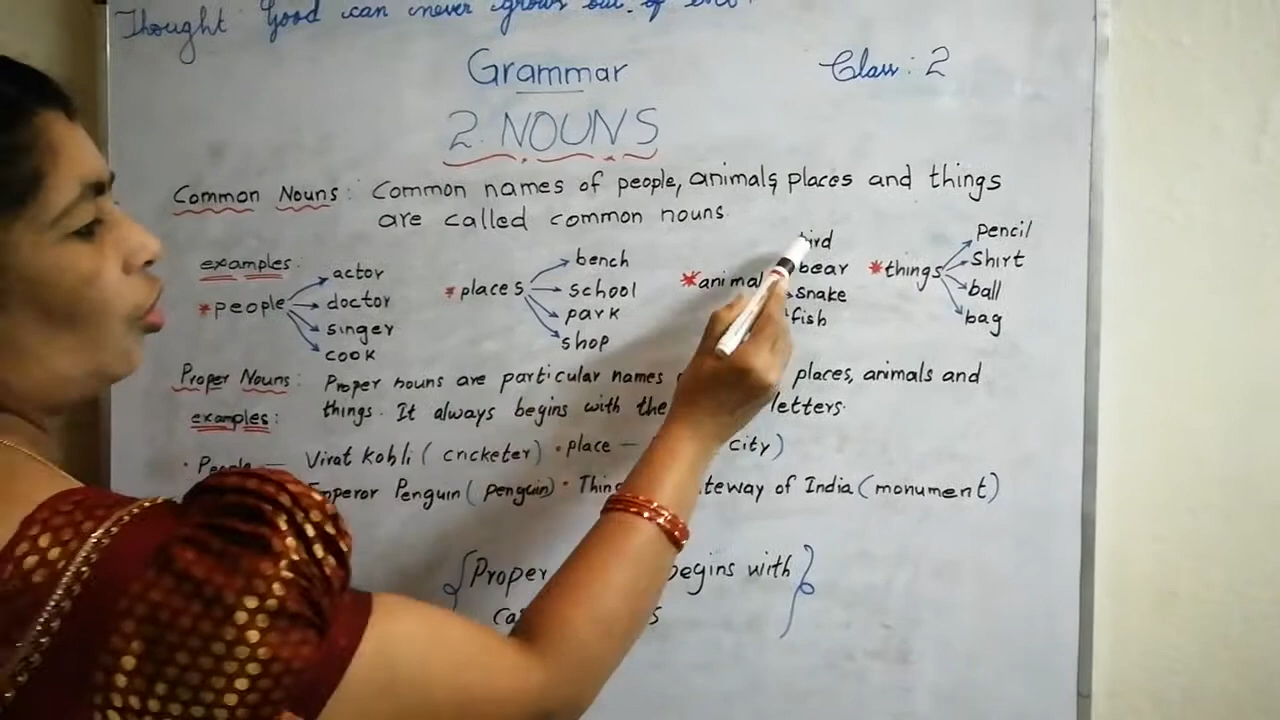 Thought: Good can never grows out of evil.
Grammar
Class: 2
2. NOUNS
Common Nouns: Common names of people, animals, places and things
are called common nouns.
examples:
*people
actor
doctor
singer
cook
*places
bench
school
park
shop
*animal
bird
bear
snake
fish
*things
pencil
Shirt
ball
bag
Proper Nouns: Proper nouns are particular names places, animals and
things. It always begins with the letters.
examples:
• People — Virat Kohli (cricketer) • place — city)
Emperor Penguin (penguin) • Thing teway of India (monument)
{Proper begins with}